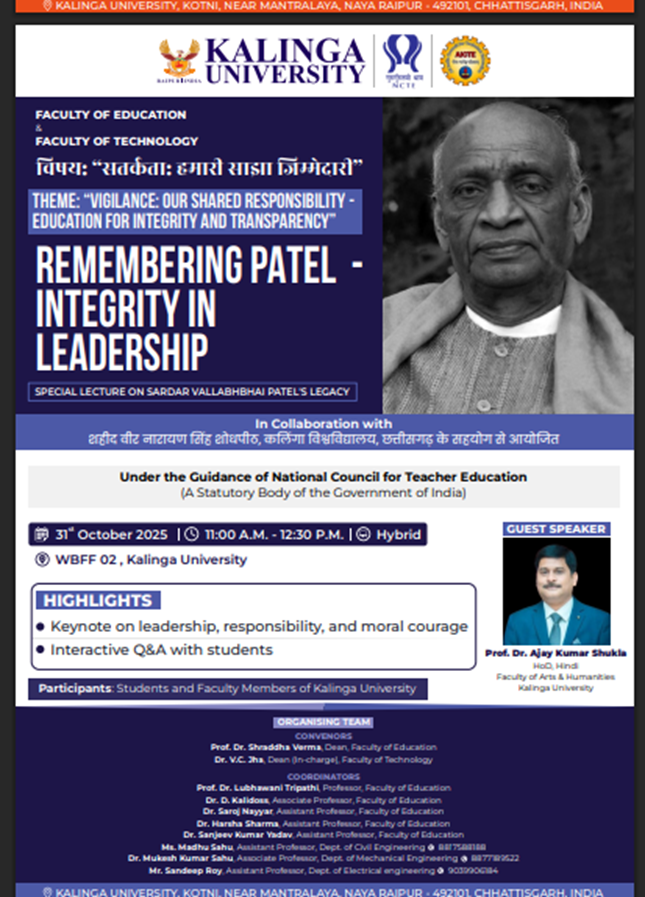 KALINGA UNIVERSITY, KOTNI, NEAR MANTRALAYA, NAYA RAIPUR - 492101, CHHATTISGARH, INDIA
KALINGA
UNIVERSITY
RAIPUR INDIA
NCTE
AICTE
FACULTY OF EDUCATION
&
FACULTY OF TECHNOLOGY
विषय: “सतर्कता: हमारी साझा जिम्मेदारी”
THEME: “VIGILANCE: OUR SHARED RESPONSIBILITY -
EDUCATION FOR INTEGRITY AND TRANSPARENCY”
REMEMBERING PATEL -
INTEGRITY IN
LEADERSHIP
SPECIAL LECTURE ON SARDAR VALLABHBHAI PATEL'S LEGACY
In Collaboration with
शहीद वीर नारायण सिंह शोधपीठ, कलिंगा विश्वविद्यालय, छत्तीसगढ़ के सहयोग से आयोजित
Under the Guidance of National Council for Teacher Education
(A Statutory Body of the Government of India)
31st October 2025 | 11:00 A.M. - 12:30 P.M. | Hybrid
WBFF 02 , Kalinga University
HIGHLIGHTS
• Keynote on leadership, responsibility, and moral courage
• Interactive Q&A with students
Participants: Students and Faculty Members of Kalinga University
GUEST SPEAKER
Prof. Dr. Ajay Kumar Shukla
HoD, Hindi
Faculty of Arts & Humanities
Kalinga University
ORGANISING TEAM
CONVENORS
Prof. Dr. Shraddha Verma, Dean, Faculty of Education
Dr. V.C. Jha, Dean (In-charge), Faculty of Technology
COORDINATORS
Prof. Dr. Lubhawani Tripathi, Professor, Faculty of Education
Dr. D. Kalidoss, Associate Professor, Faculty of Education
Dr. Saroj Nayyar, Assistant Professor, Faculty of Education
Dr. Harsha Sharma, Assistant Professor, Faculty of Education
Dr. Sanjeev Kumar Yadav, Assistant Professor, Faculty of Education
Ms. Madhu Sahu, Assistant Professor, Dept. of Civil Engineering
Dr. Mukesh Kumar Sahu, Associate Professor, Dept. of Mechanical Engineering
Mr. Sandeep Roy, Assistant Professor, Dept. of Electrical engineering
KALINGA UNIVERSITY, KOTNI, NEAR MANTRALAYA, NAYA RAIPUR - 492101, CHHATTISGARH, INDIA